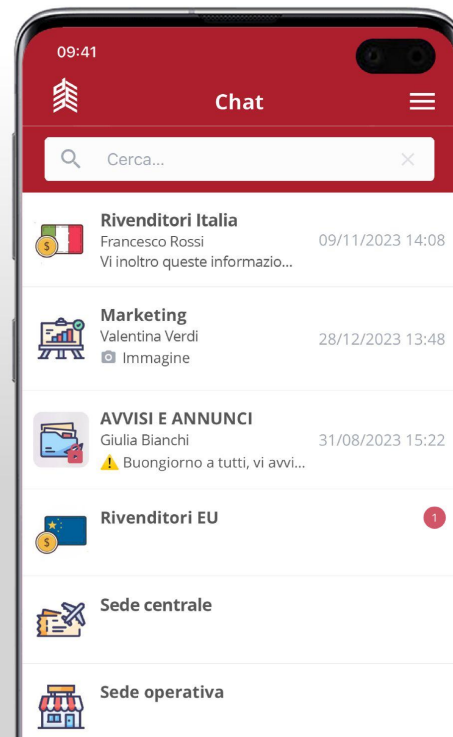 09:41
Chat
Cerca...
Rivenditori Italia
Francesco Rossi
09/11/2023 14:08
Vi inoltro queste informazio...
Marketing
Valentina Verdi
28/12/2023 13:48
Immagine
AVVISI E ANNUNCI
Giulia Bianchi
31/08/2023 15:22
Buongiorno a tutti, vi avvi...
Rivenditori EU
1
Sede centrale
Sede operativa